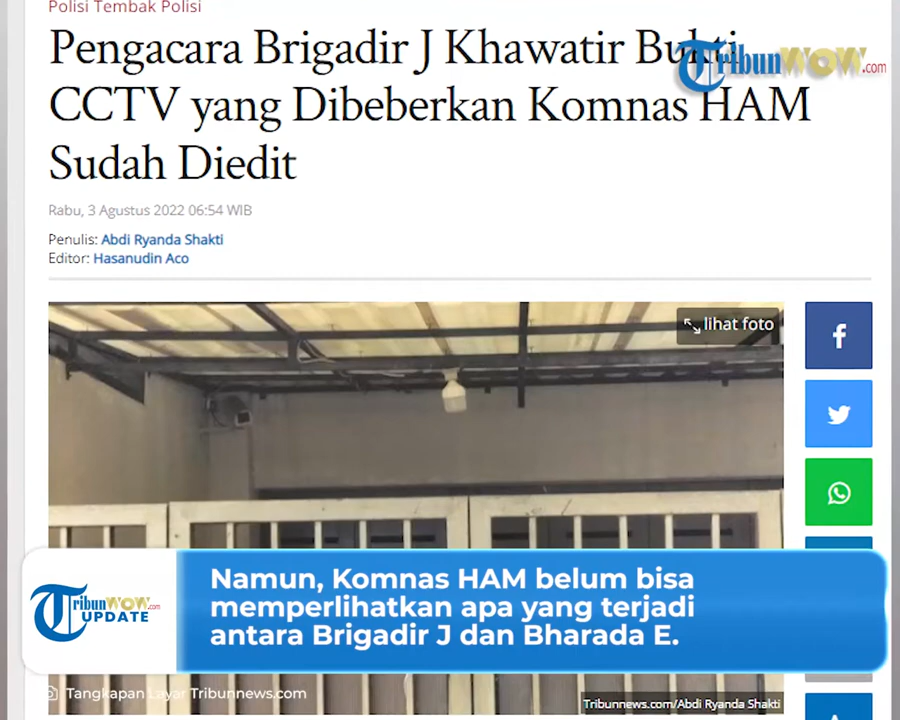 Polisi Tembak Polisi
Pengacara Brigadir J Khawatir Bukti
TribunWOW.com
CCTV yang Dibeberkan Komnas HAM
Sudah Diedit
Rabu, 3 Agustus 2022 06:54 WIB
Penulis: Abdi Ryanda Shakti
Editor: Hasanudin Aco
lihat foto
Namun, Komnas HAM belum bisa
memperlihatkan apa yang terjadi
antara Brigadir J dan Bharada E.
TribunWOW.com
UPDATE
Tangkapan Layar Tribunnews.com
Tribunnews.com/Abdi Ryanda Shakti